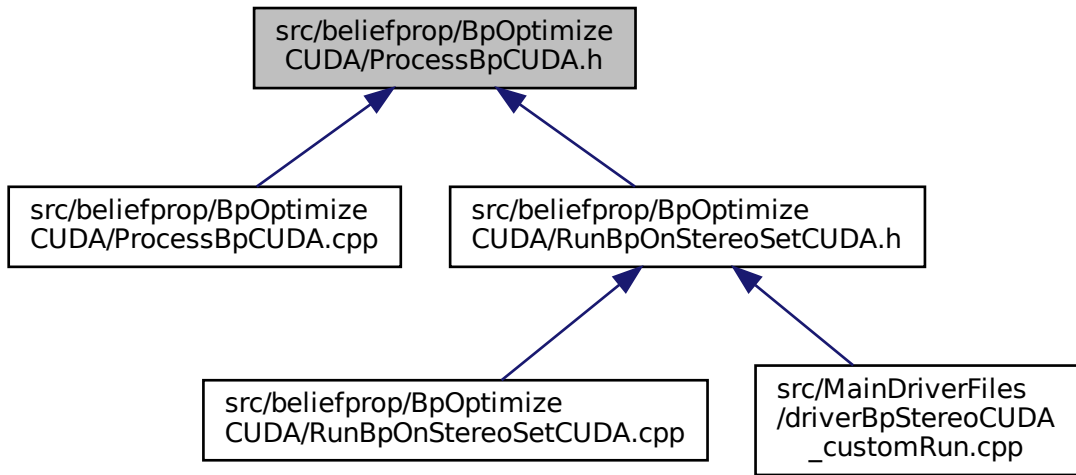 src/beliefprop/BpOptimize
CUDA/ProcessBpCUDA.h
src/beliefprop/BpOptimize
CUDA/ProcessBpCUDA.cpp
src/beliefprop/BpOptimize
CUDA/RunBpOnStereoSetCUDA.h
src/beliefprop/BpOptimize
CUDA/RunBpOnStereoSetCUDA.cpp
src/MainDriverFiles
/driverBpStereoCUDA
_customRun.cpp